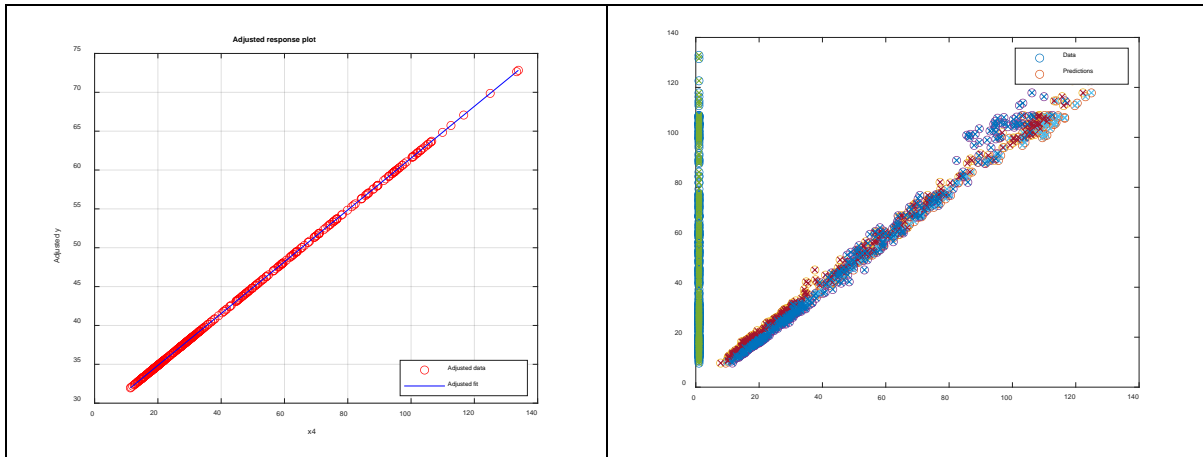 Adjusted response plot
75
70
65
60
55
50
45
40
35
30
Adjusted y
0 20 40 60 80 100 120 140
x4
Adjusted data
Adjusted fit
140
120
100
80
60
40
20
0
0 20 40 60 80 100 120 140
Data
Predictions